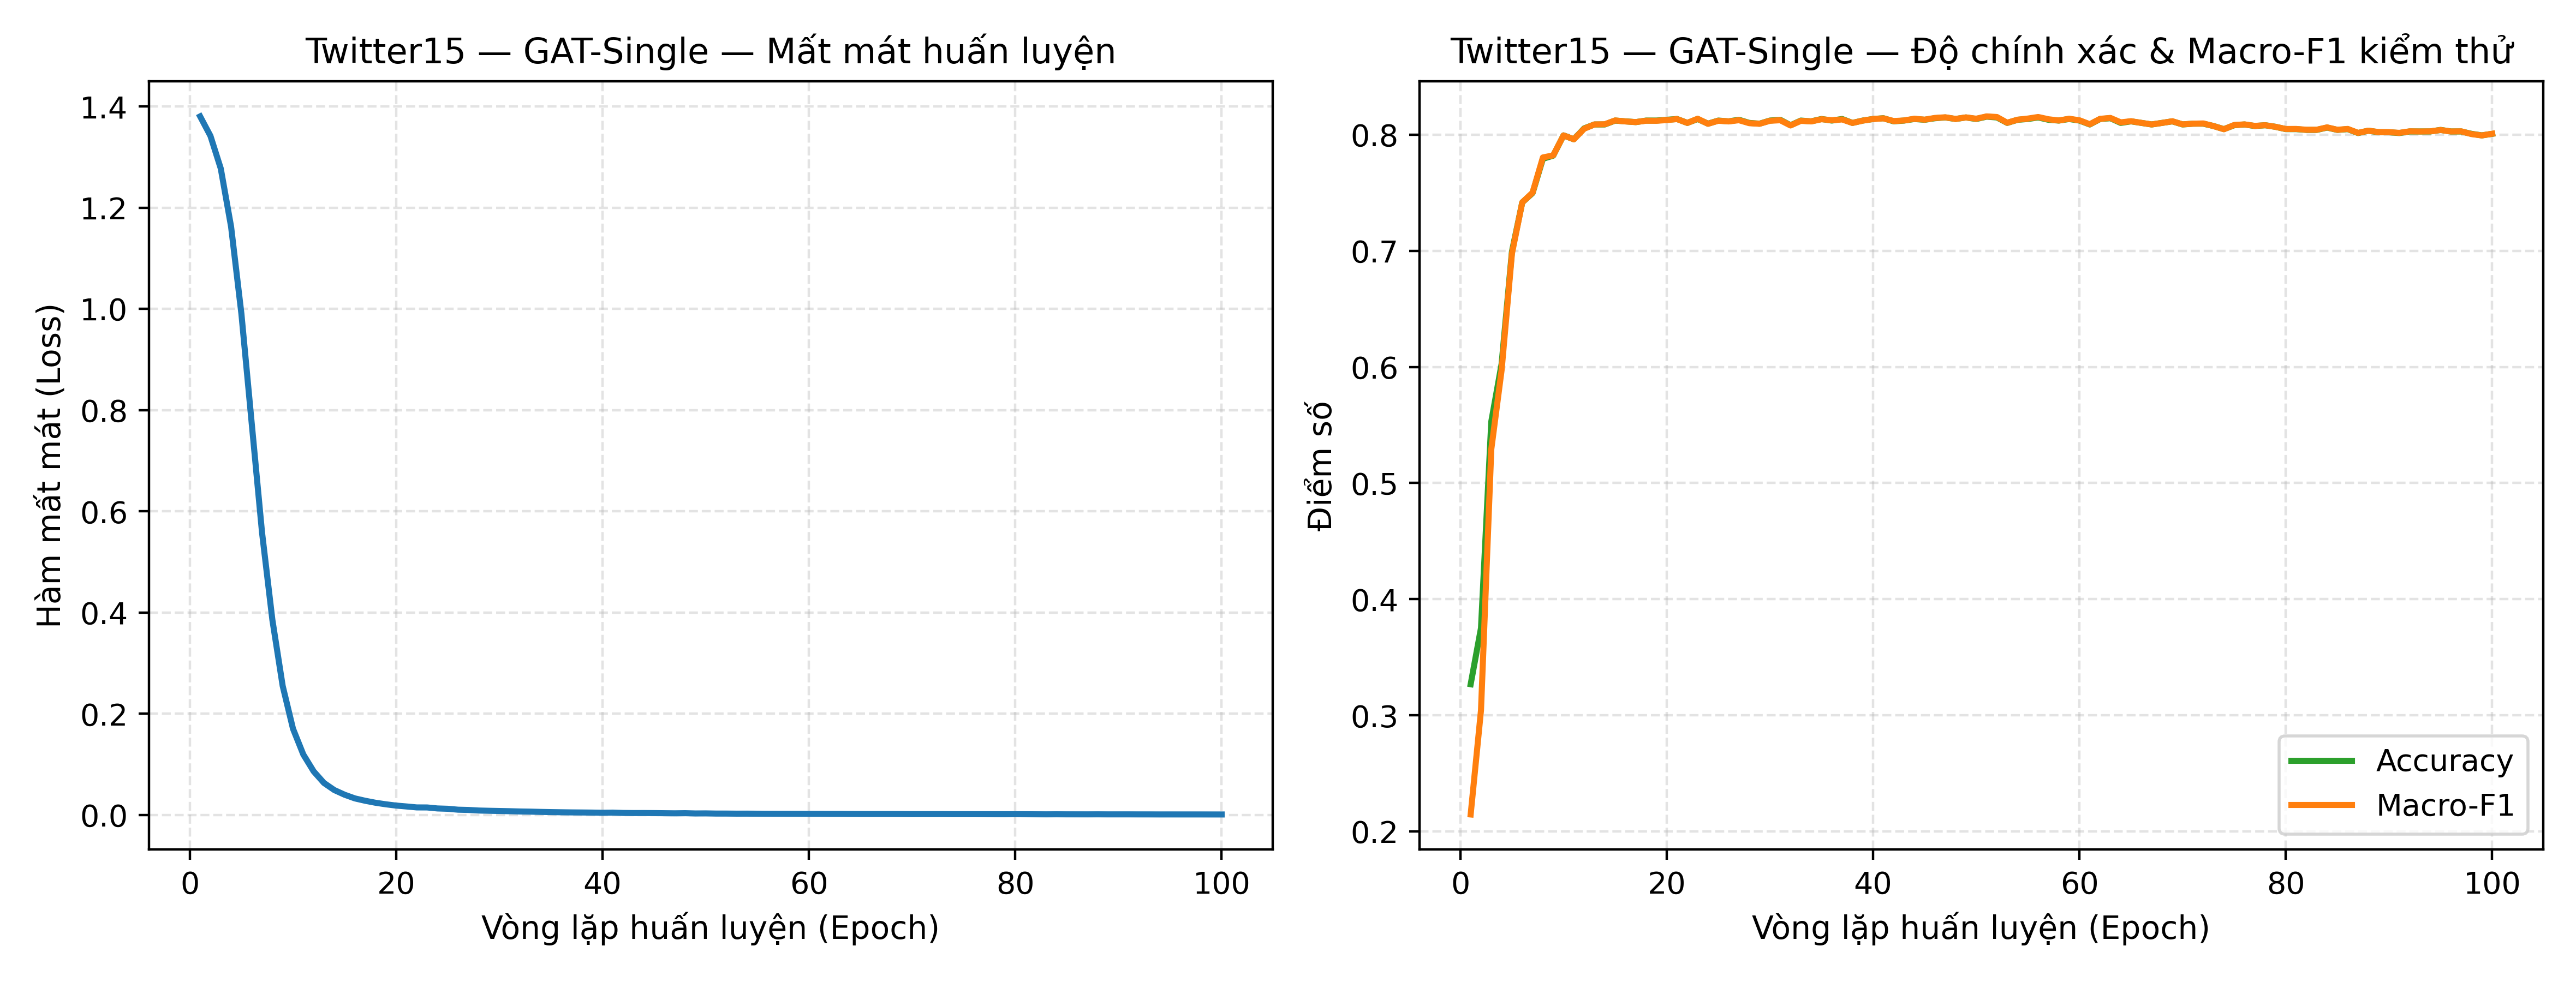 Twitter15 — GAT-Single — Mất mát huấn luyện
Hàm mất mát (Loss)
1.4
1.2
1.0
0.8
0.6
0.4
0.2
0.0
0 20 40 60 80 100
Vòng lặp huấn luyện (Epoch)
Twitter15 — GAT-Single — Độ chính xác & Macro-F1 kiểm thử
Điểm số
0.8
0.7
0.6
0.5
0.4
0.3
0.2
Accuracy
Macro-F1
0 20 40 60 80 100
Vòng lặp huấn luyện (Epoch)